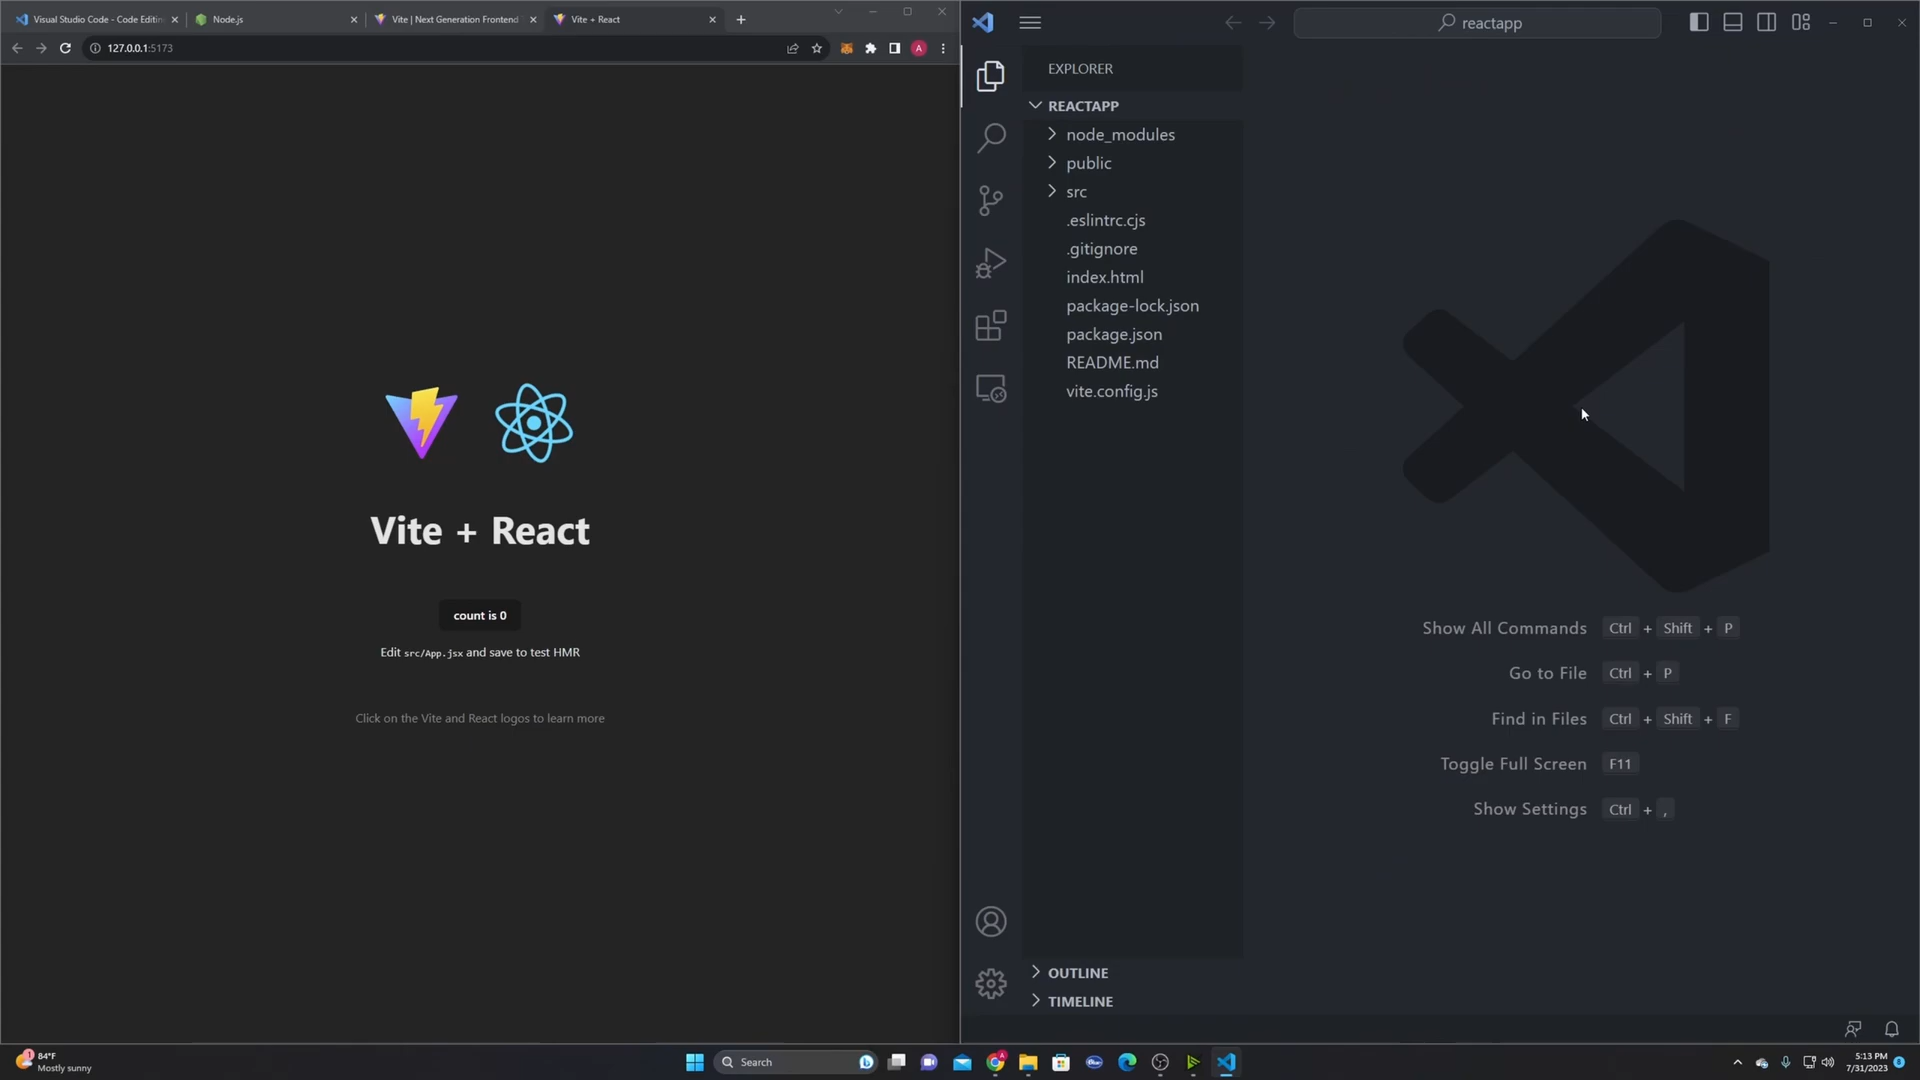 Visual Studio Code - Code Editin
Node.js
Vite | Next Generation Frontend
Vite + React
127.0.0.1:5173
A
Vite + React
count is 0
Edit src/App.jsx and save to test HMR
Click on the Vite and React logos to learn more
reactapp
EXPLORER
REACTAPP
node_modules
public
src
.eslintrc.cjs
.gitignore
index.html
package-lock.json
package.json
README.md
vite.config.js
Show All Commands Ctrl + Shift + P
Go to File Ctrl + P
Find in Files Ctrl + Shift + F
Toggle Full Screen F11
Show Settings Ctrl + ,
OUTLINE
TIMELINE
84°F
Mostly sunny
Search
5:13 PM
7/31/2023